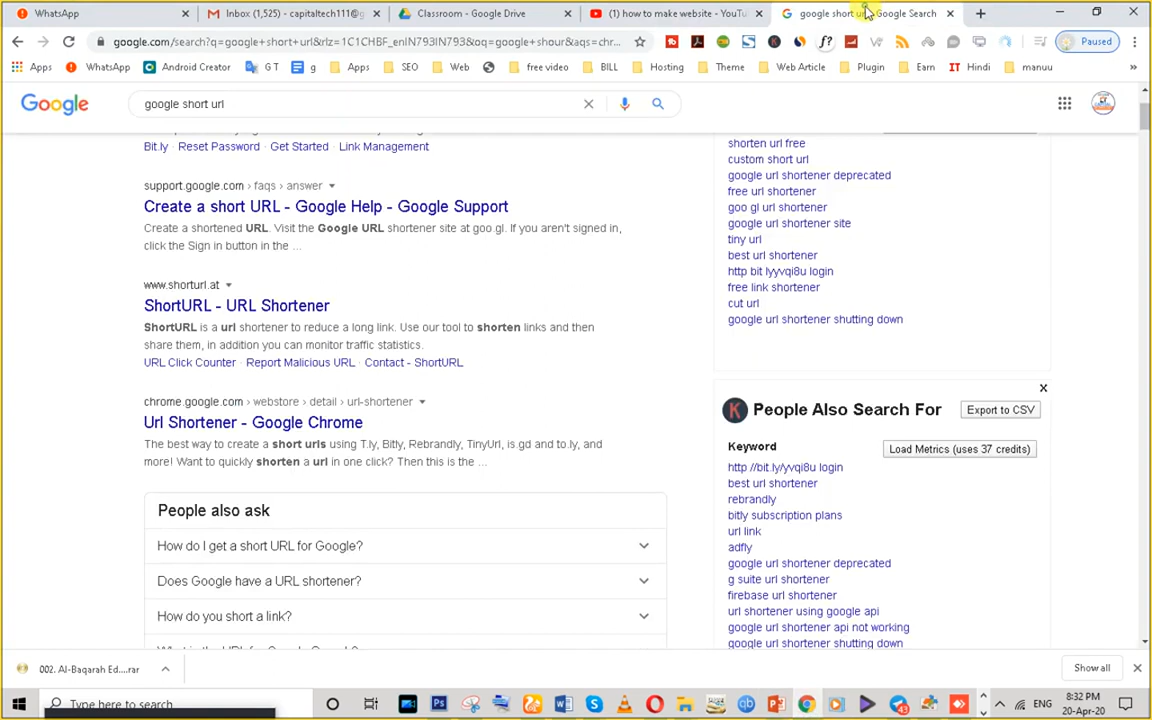 WhatsApp
Inbox (1,525) - capitaltech111@g
Classroom - Google Drive
(1) how to make website - YouTu
google short url - Google Search
google.com/search?q=google+short+url&rlz=1C1CHBF_enIN793IN793&oq=google+shour&aqs=chr...
Paused
Apps WhatsApp Android Creator G T g Apps SEO Web free video BILL Hosting Theme Web Article Plugin Earn IT Hindi manuu »
Google
google short url
Bit.ly · Reset Password · Get Started · Link Management
support.google.com › faqs › answer
Create a short URL - Google Help - Google Support
Create a shortened URL. Visit the Google URL shortener site at goo.gl. If you aren't signed in,
click the Sign in button in the ...
www.shorturl.at
ShortURL - URL Shortener
ShortURL is a url shortener to reduce a long link. Use our tool to shorten links and then
share them, in addition you can monitor traffic statistics.
URL Click Counter · Report Malicious URL · Contact - ShortURL
chrome.google.com › webstore › detail › url-shortener
Url Shortener - Google Chrome
The best way to create a short urls using T.ly, Bitly, Rebrandly, TinyUrl, is.gd and to.ly, and
more! Want to quickly shorten a url in one click? Then this is the ...
People also ask
How do I get a short URL for Google?
Does Google have a URL shortener?
How do you short a link?
shorten url free
custom short url
google url shortener deprecated
free url shortener
goo gl url shortener
google url shortener site
tiny url
best url shortener
http bit lyyvqi8u login
free link shortener
cut url
google url shortener shutting down
K People Also Search For
Export to CSV
Keyword
Load Metrics (uses 37 credits)
http //bit.ly/yvqi8u login
best url shortener
rebrandly
bitly subscription plans
url link
adfly
google url shortener deprecated
g suite url shortener
firebase url shortener
url shortener using google api
google url shortener api not working
google url shortener shutting down
002. Al-Baqarah Ed....rar
Show all
Type here to search
ENG
8:32 PM
20-Apr-20